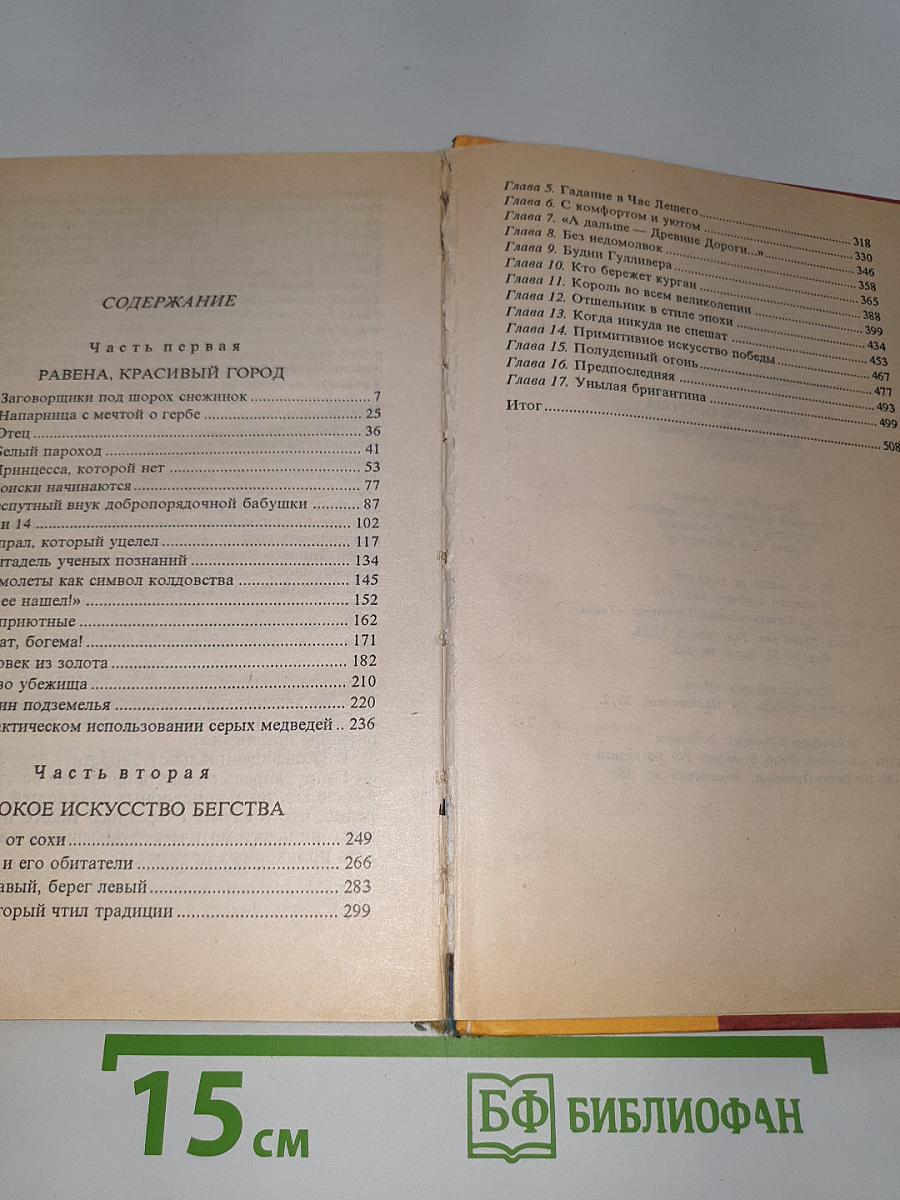 СОДЕРЖАНИЕ
Часть первая
РАВЕНА, КРАСИВЫЙ ГОРОД
Заговорщики под шорох снежинок 7
Напарница с мечтой о гербе 25
Отец 36
Белый пароход 41
Принцесса, которой нет 53
оиски начинаются 77
еспутный внук добропорядочной бабушки 87
и 14 102
прал, который уцелел 117
итадель ученых познаний 134
молеты как символ колдовства 145
ее нашел!» 152
приютные 162
ат, богема! 171
овек из золота 182
во убежища 210
ин подземелья 220
актическом использовании серых медведей 236
Часть вторая
ОКОЕ ИСКУССТВО БЕГСТВА
от сохи 249
и его обитатели 266
авый, берег левый 283
торый чтил традиции 299
Глава 5. Гадание в Час Лешего 318
Глава 6. С комфортом и уютом 330
Глава 7. «А дальше — Древние Дороги...» 346
Глава 8. Без недомолвок 358
Глава 9. Будни Гулливера 365
Глава 10. Кто бережет курган 388
Глава 11. Король во всем великолепии 399
Глава 12. Отшельник в стиле эпохи 434
Глава 13. Когда никуда не спешат 453
Глава 14. Примитивное искусство победы 467
Глава 15. Полуденный огонь 477
Глава 16. Предпоследняя 493
Глава 17. Унылая бригантина 499
Итог 508
15 см
БФ БИБЛИОФАН